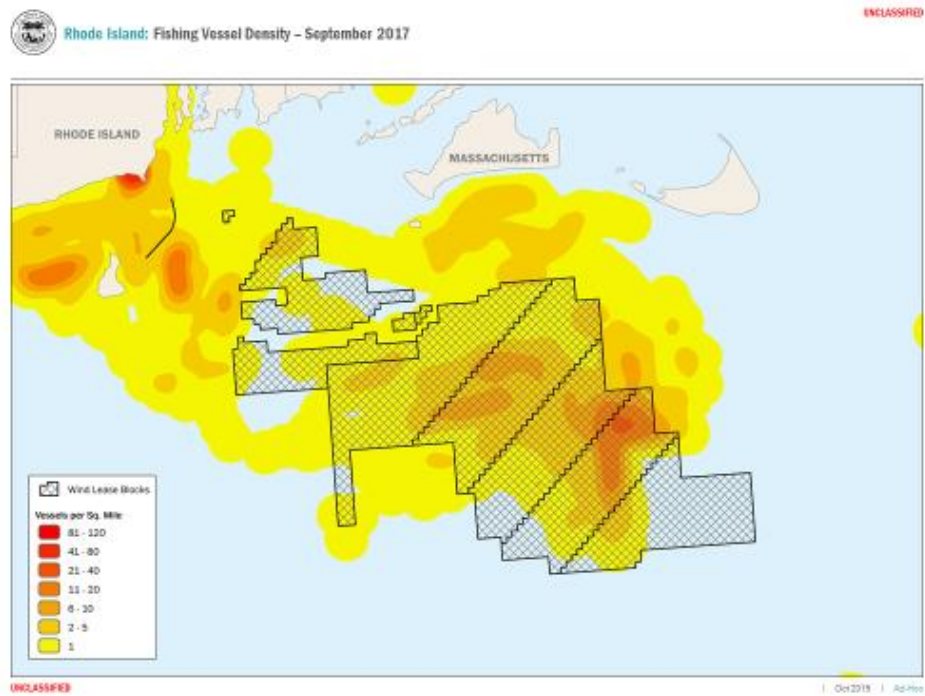 UNCLASSIFIED
Rhode Island: Fishing Vessel Density – September 2017
RHODE ISLAND
MASSACHUSETTS
Wind Lease Blocks
Vessels per Sq. Mile
81 - 120
41 - 80
21 - 40
11 - 20
6 - 10
2 - 5
1
UNCLASSIFIED
| Oct 2019 | Ad-Hoc